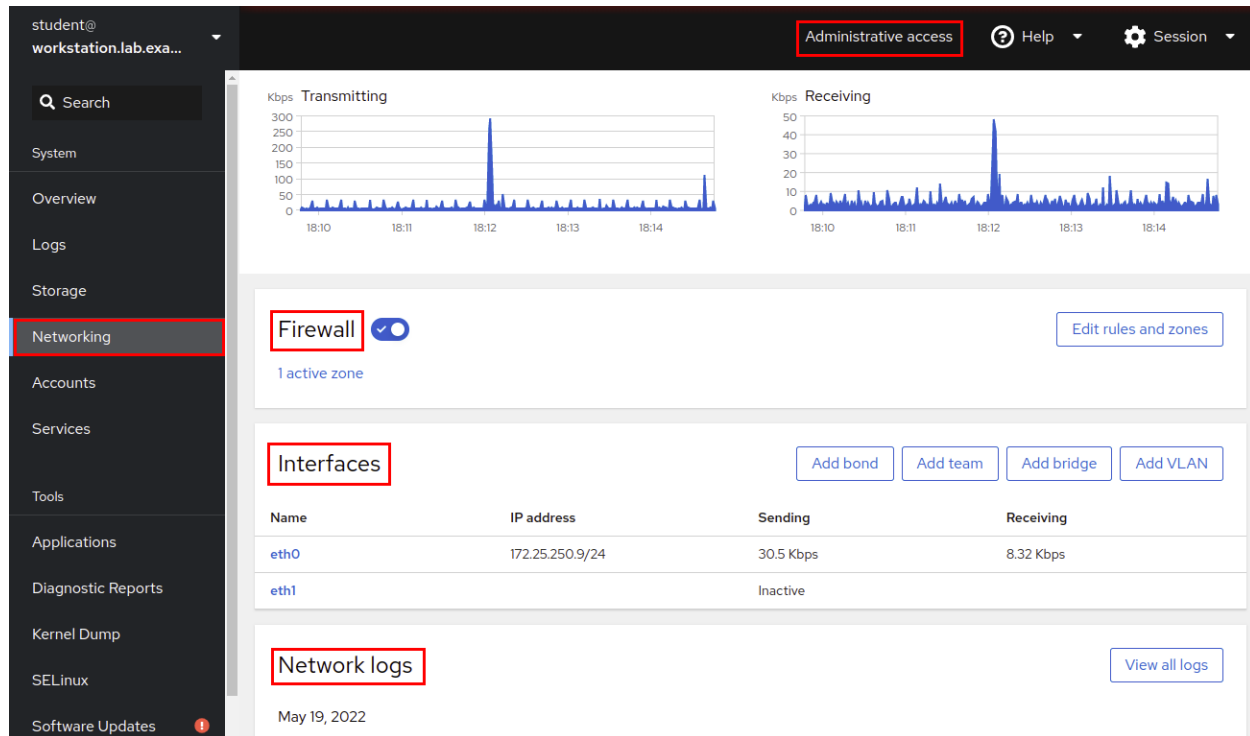 student@
workstation.lab.exa...
Administrative access
Help
Session
Search
System
Overview
Logs
Storage
Networking
Accounts
Services
Tools
Applications
Diagnostic Reports
Kernel Dump
SELinux
Software Updates
Kbps Transmitting
300
250
200
150
100
50
0
18:10 18:11 18:12 18:13 18:14
Kbps Receiving
50
40
30
20
10
0
18:10 18:11 18:12 18:13 18:14
Firewall
Edit rules and zones
1 active zone
Interfaces
Add bond Add team Add bridge Add VLAN
Name IP address Sending Receiving
eth0 172.25.250.9/24 30.5 Kbps 8.32 Kbps
eth1 Inactive
Network logs
View all logs
May 19, 2022